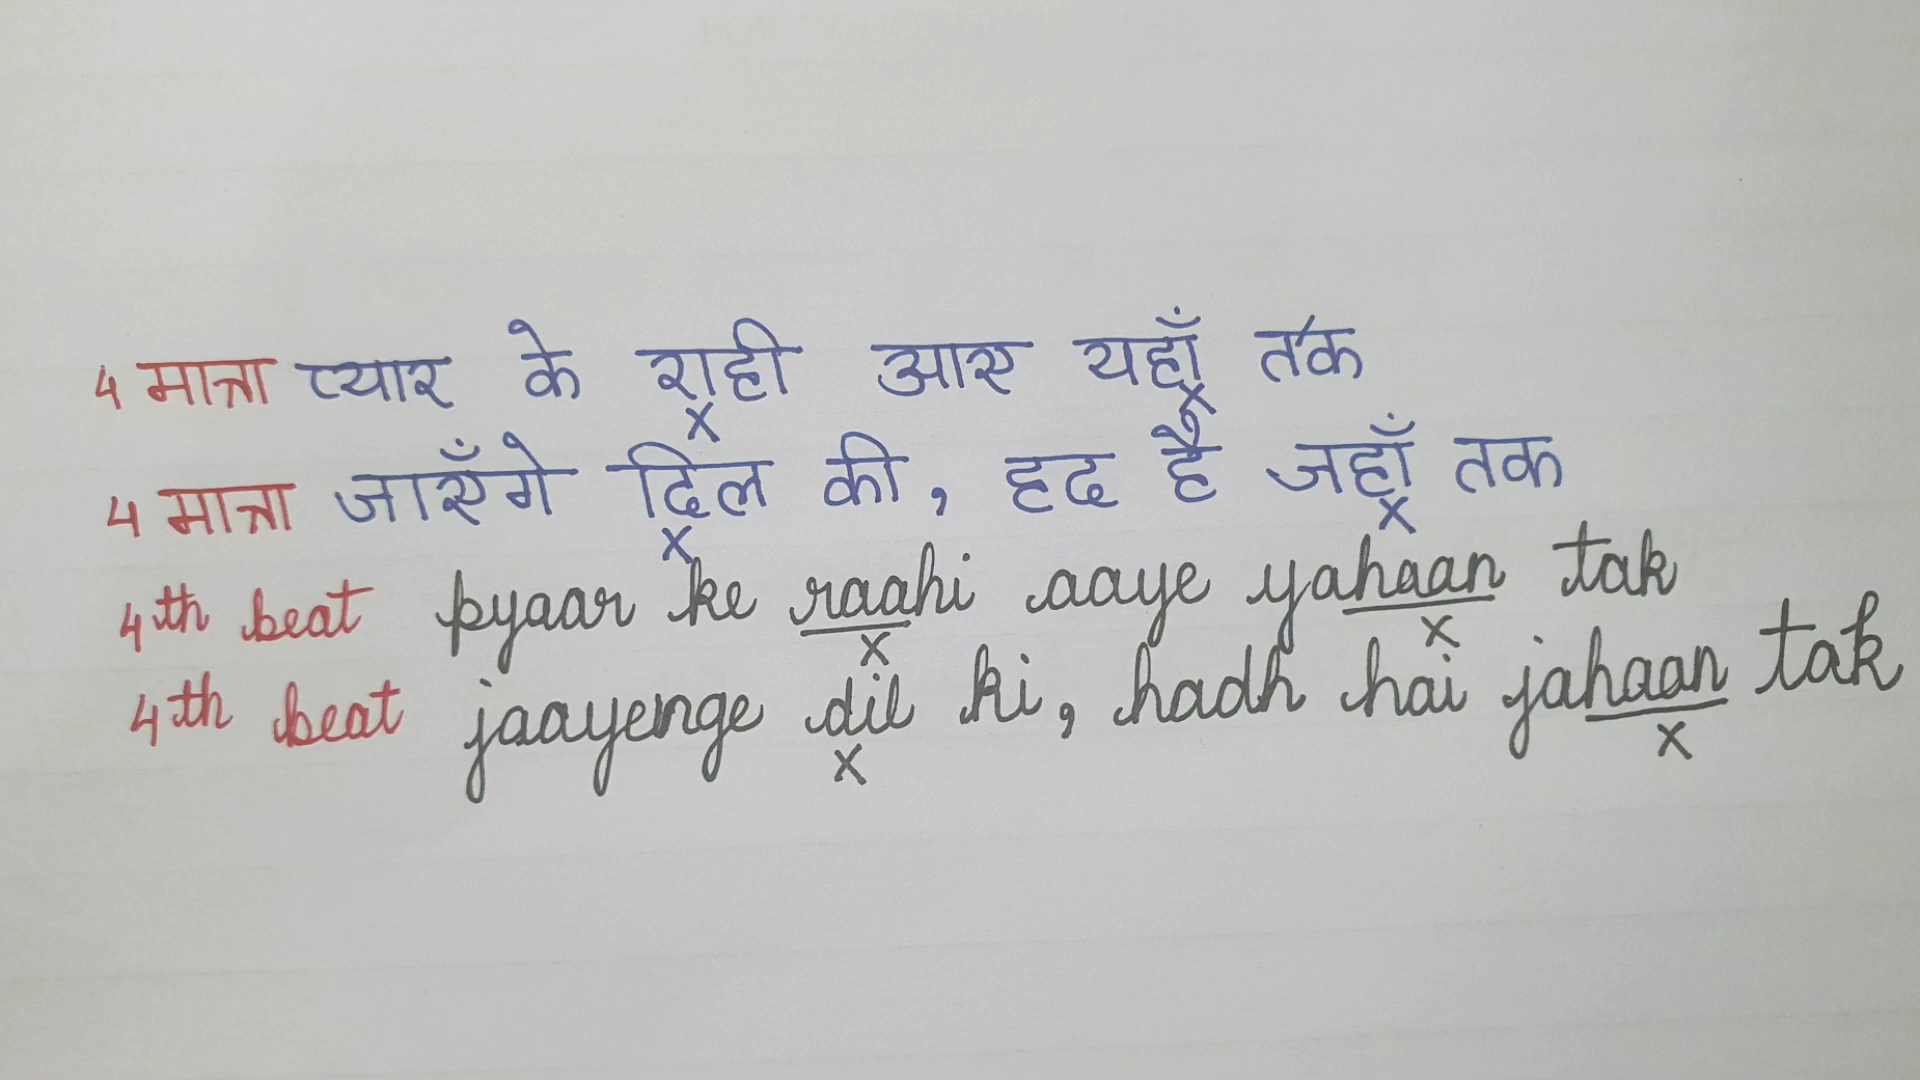 4 मात्रा प्यार के राही आए यहाँ तक
x x
4 मात्रा जाएँगे दिल की, हद है जहाँ तक
x x
4th beat pyaar ke raahi aaye yahaan tak
x x
4th beat jaayenge dil ki, hadh hai jahaan tak
x x